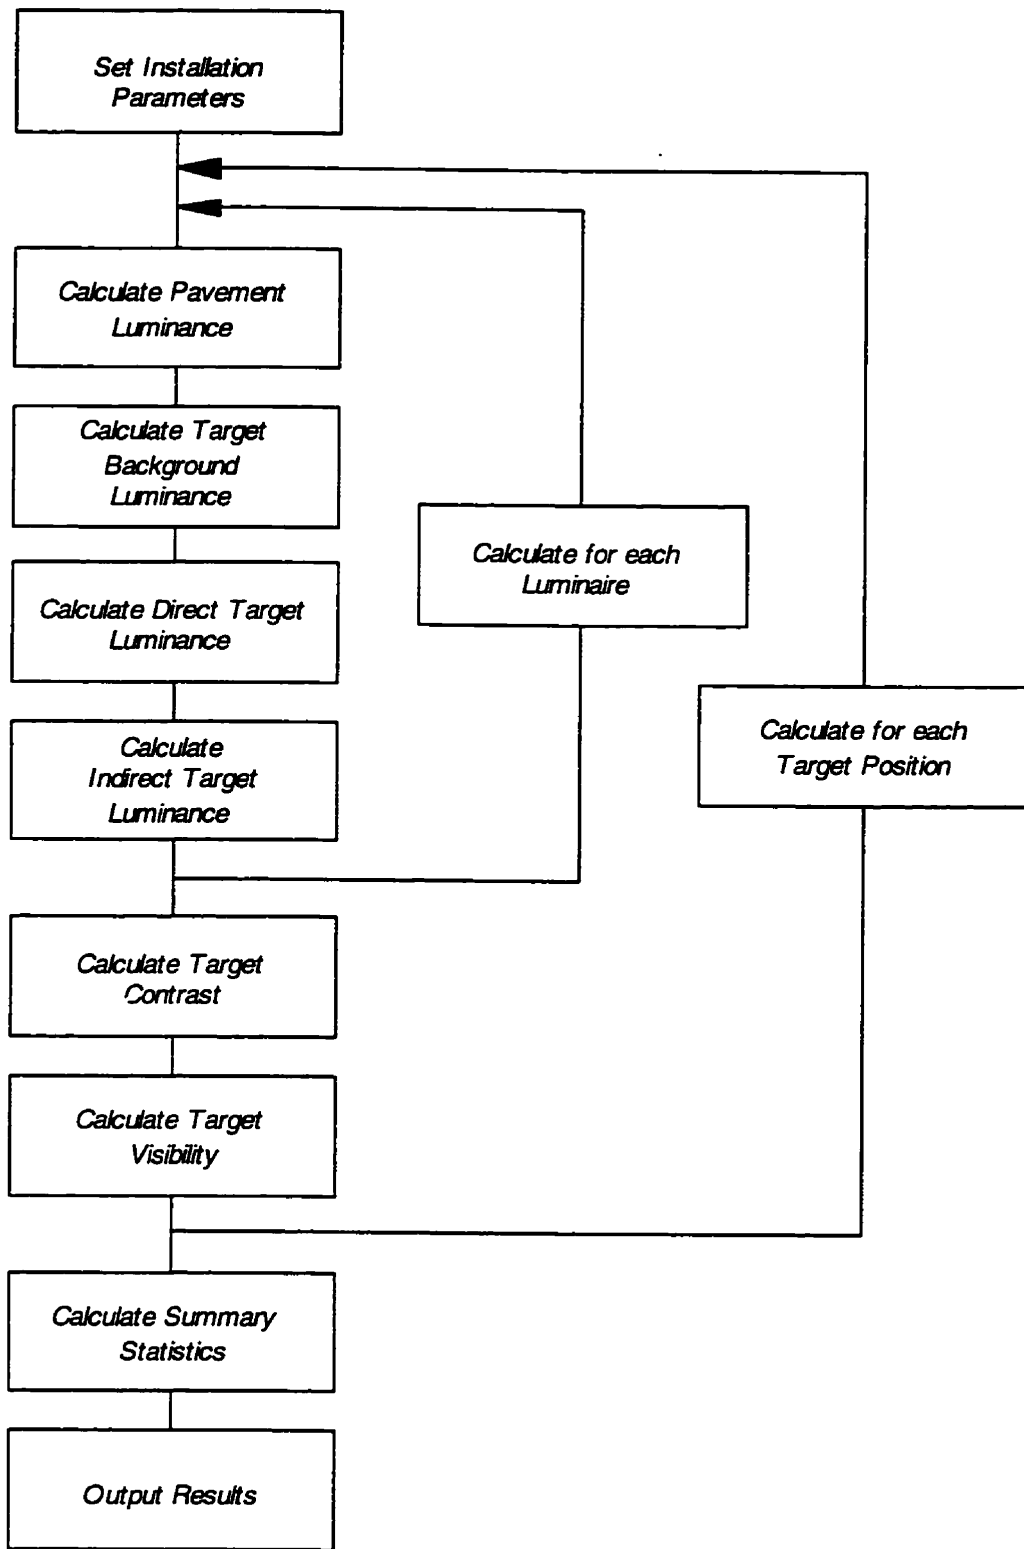 Set Installation
Parameters
Calculate Pavement
Luminance
Calculate Target
Background
Luminance
Calculate Direct Target
Luminance
Calculate
Indirect Target
Luminance
Calculate for each
Luminaire
Calculate for each
Target Position
Calculate Target
Contrast
Calculate Target
Visibility
Calculate Summary
Statistics
Output Results